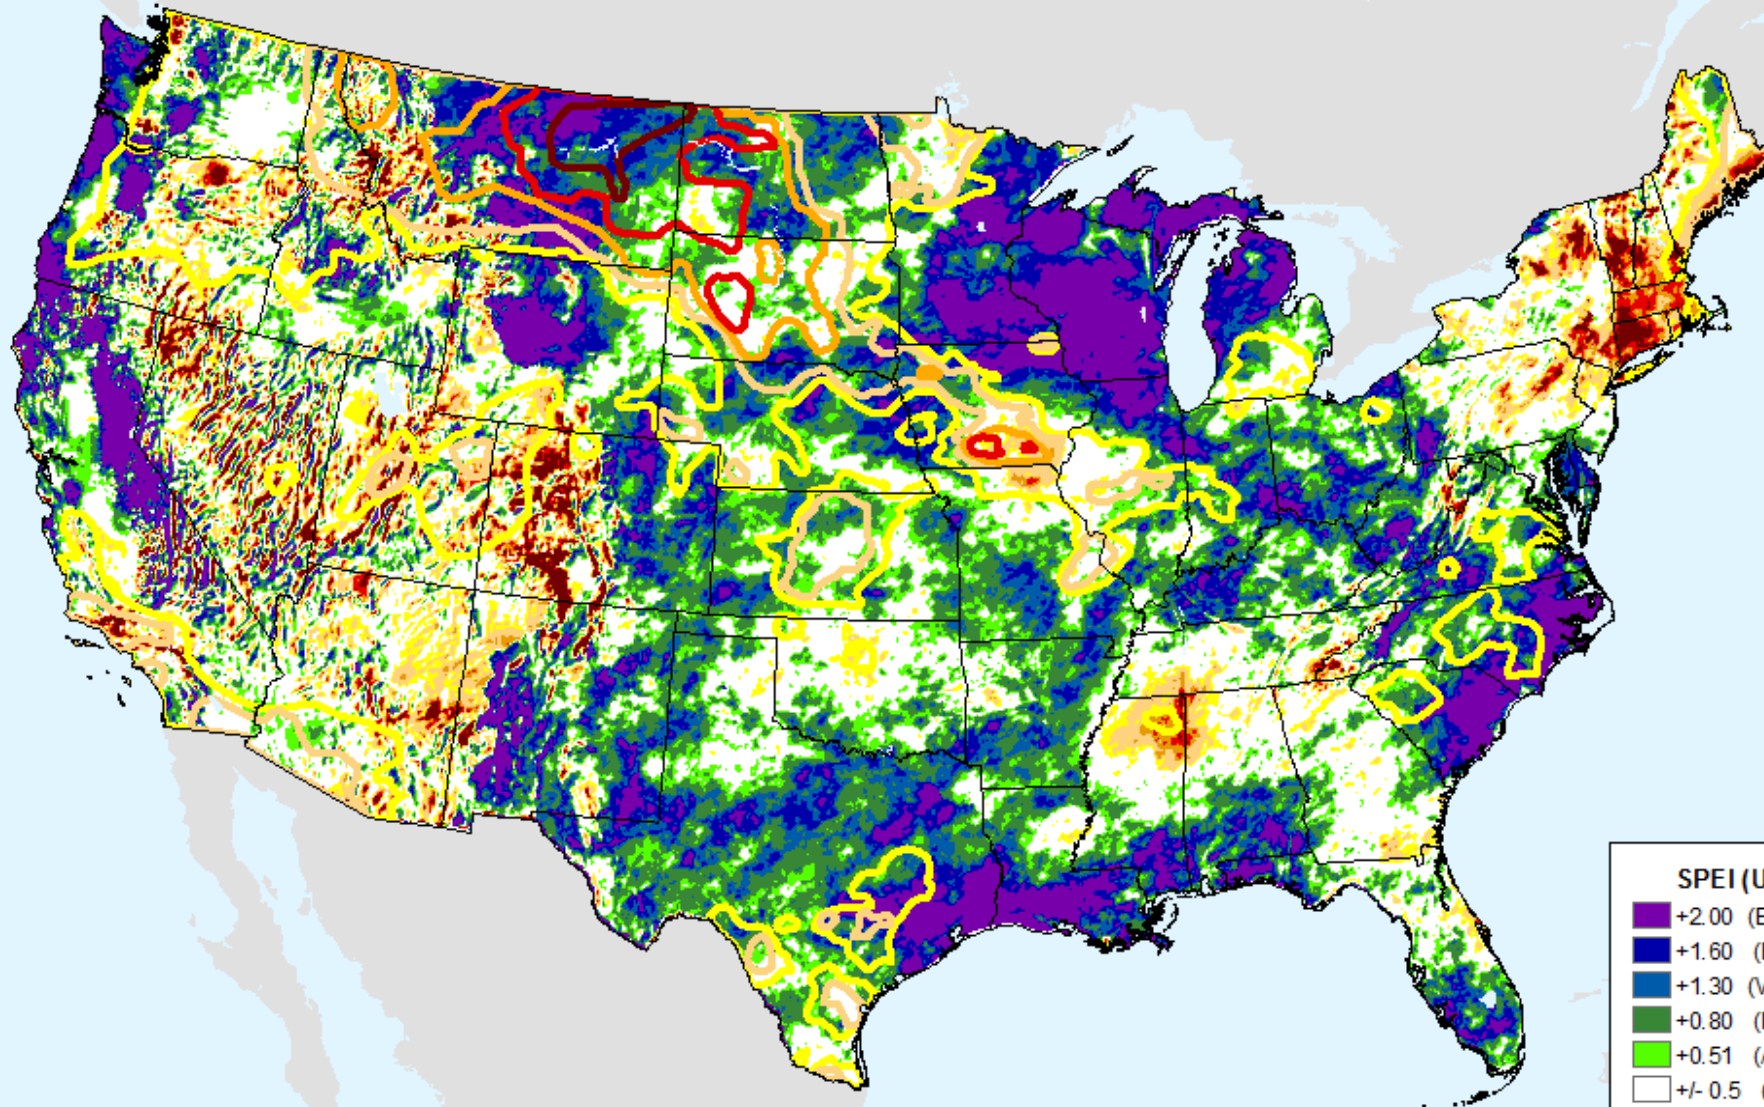 SPEI (U
+2.00 (E
+1.60 (
+1.30 (V
+0.80 (
+0.51 (
+/- 0.5 (